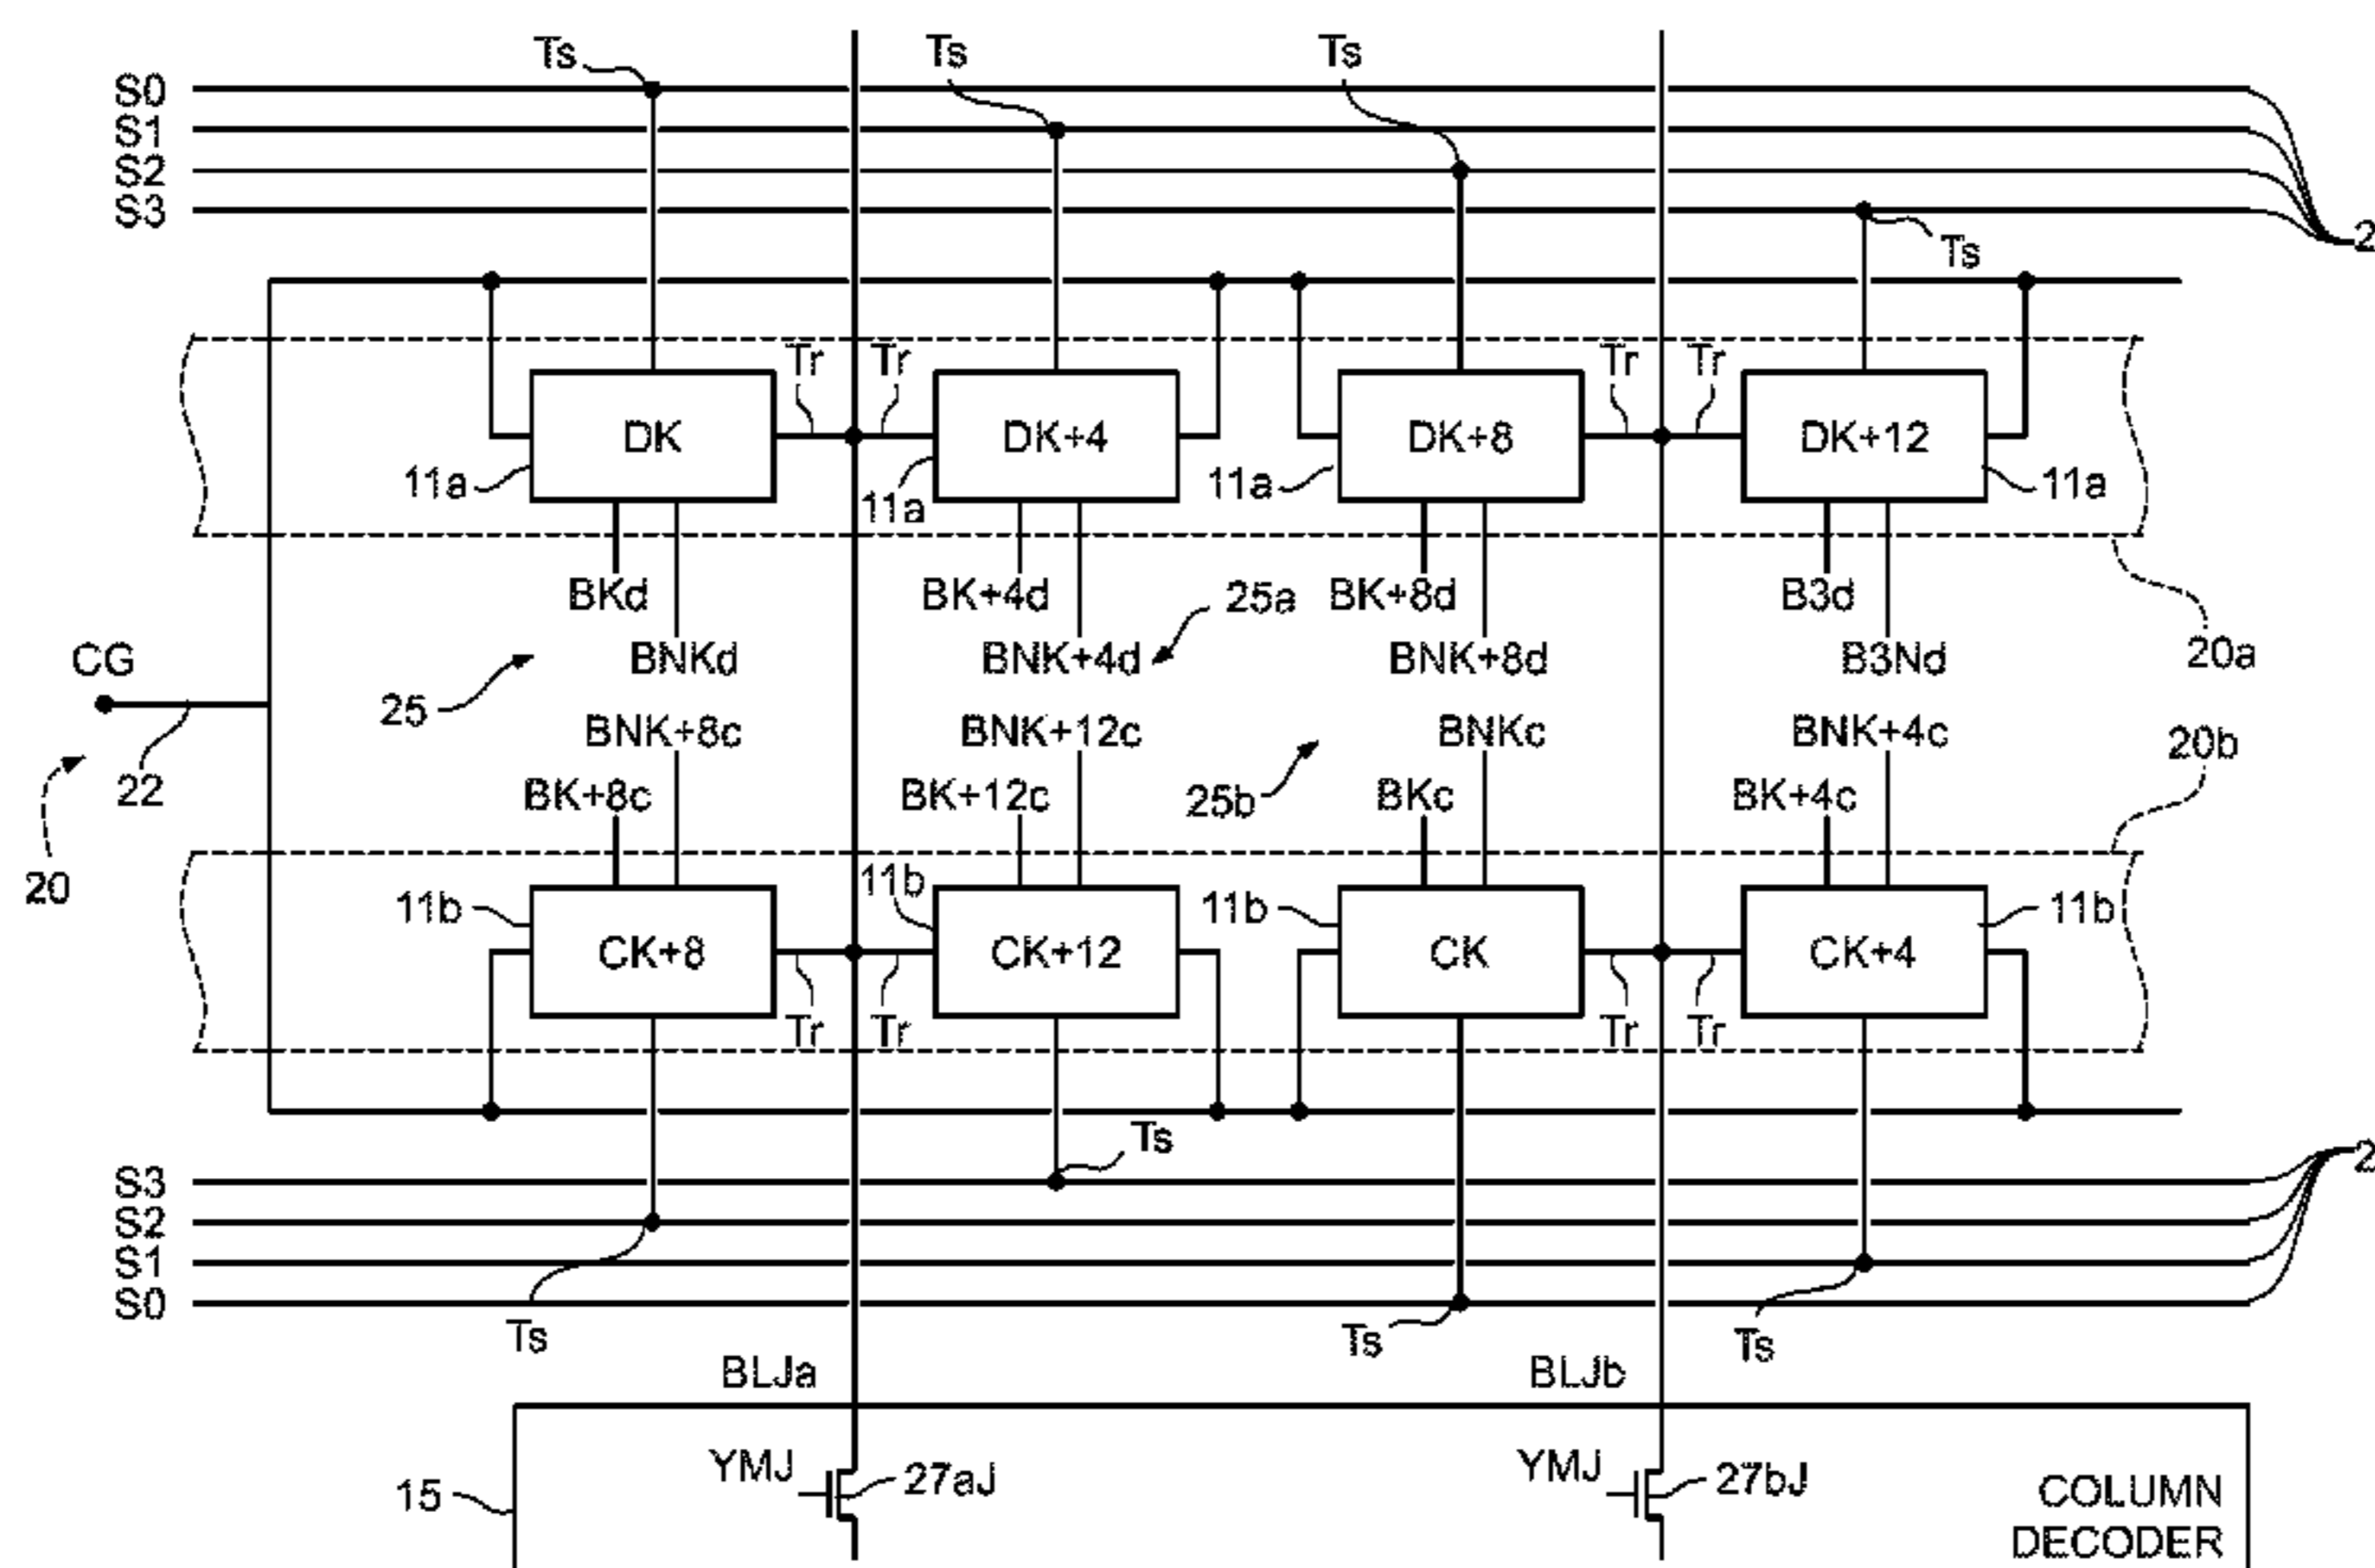 Ts Ts Ts
S0
S1
S2
S3
2
Ts
Tr Tr Tr Tr
DK DK+4 DK+8 DK+12
11a 11a 11a 11a
BKd BK+4d BK+8d B3d
25a
20a
CG BNKd BNK+4d BNK+8d B3Nd
25
BNK+8c BNK+12c BNKc BNK+4c
20b
22 BK+8c BK+12c 25b BKc BK+4c
20
11b 11b 11b 11b
CK+8 CK+12 CK CK+4
Tr Tr Tr Tr
Ts
2
S3
S2
S1
S0
Ts Ts Ts
BLJa BLJb
YMJ 27aJ YMJ 27bJ
15
COLUMN
DECODER